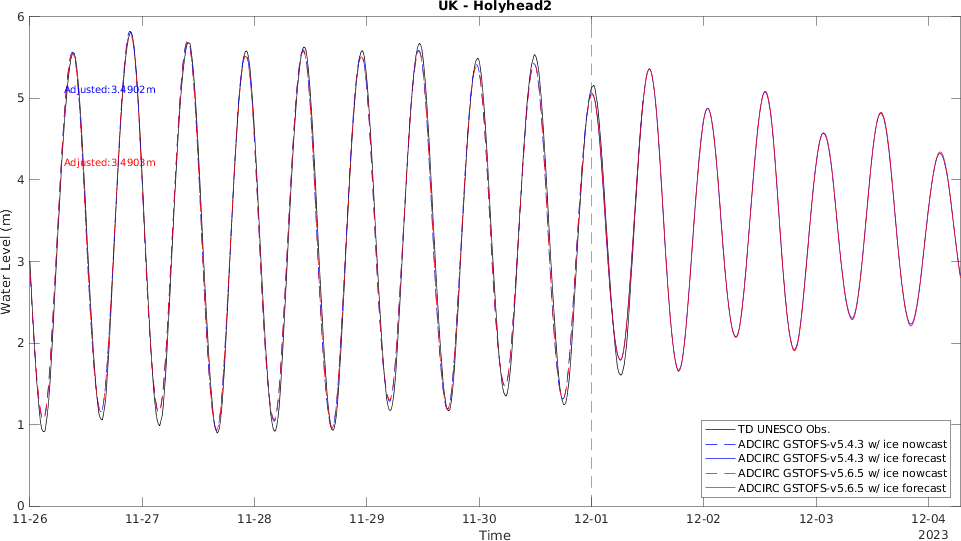 UK - Holyhead2
Water Level (m)
6
5
4
3
2
1
0
Adjusted:3.4902m
Adjusted:3.4903m
TD UNESCO Obs.
ADCIRC GSTOFS-v5.4.3 w/ ice nowcast
ADCIRC GSTOFS-v5.4.3 w/ ice forecast
ADCIRC GSTOFS-v5.6.5 w/ ice nowcast
ADCIRC GSTOFS-v5.6.5 w/ ice forecast
11-26 11-27 11-28 11-29 11-30 12-01 12-02 12-03 12-04
Time
2023